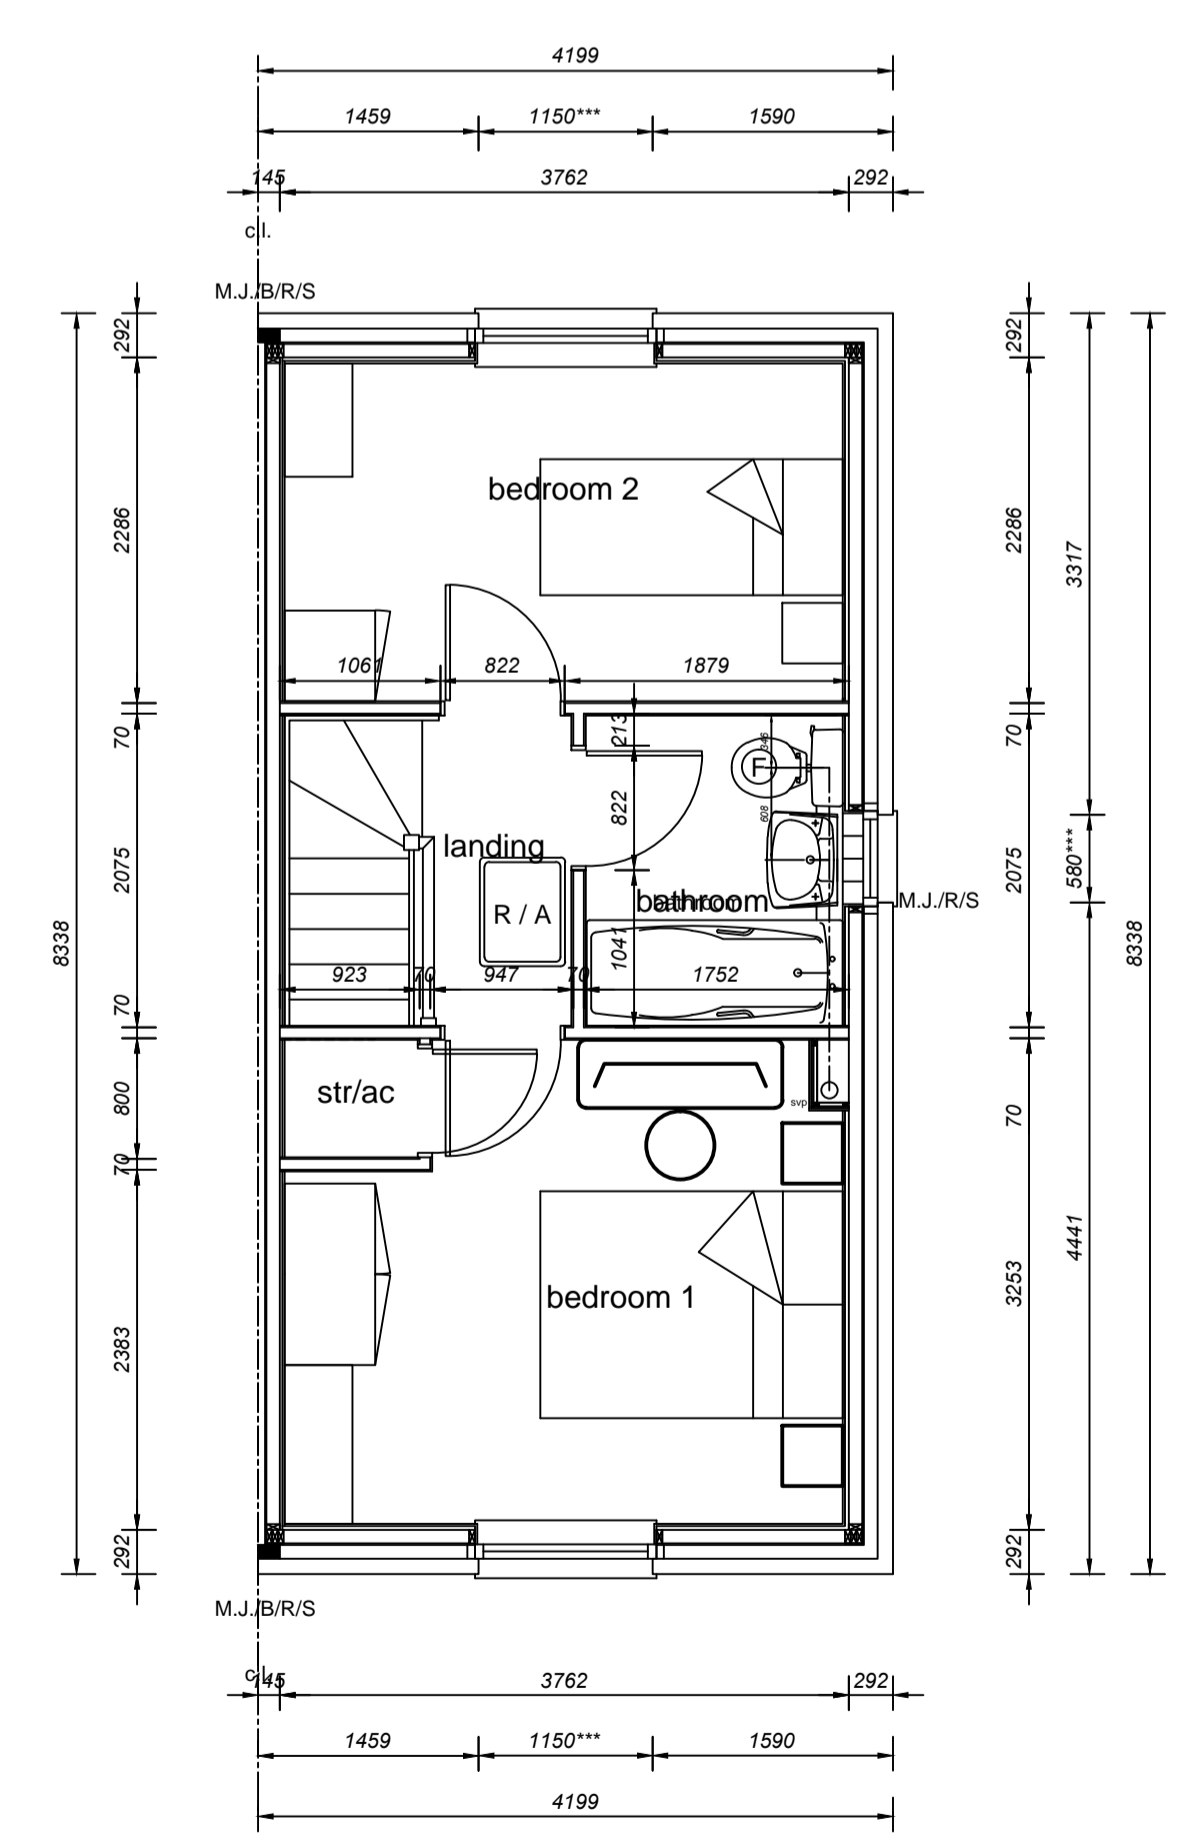 4199
1459 1150*** 1590
145 3762 292
c.l.
M.J./B/R/S
292 292
2286 2286
3317
bedroom 2
1061 822 1879
70 213 70
346
F
608
822
landing
2075 2075
580***
bathroom
M.J./R/S
R / A
8338 8338
1041
923 70 947 70 1752
70
str/ac
800
svp
70
70
4441
bedroom 1
3253
2383
292 292
M.J./B/R/S
c.l.
145 3762 292
1459 1150*** 1590
4199